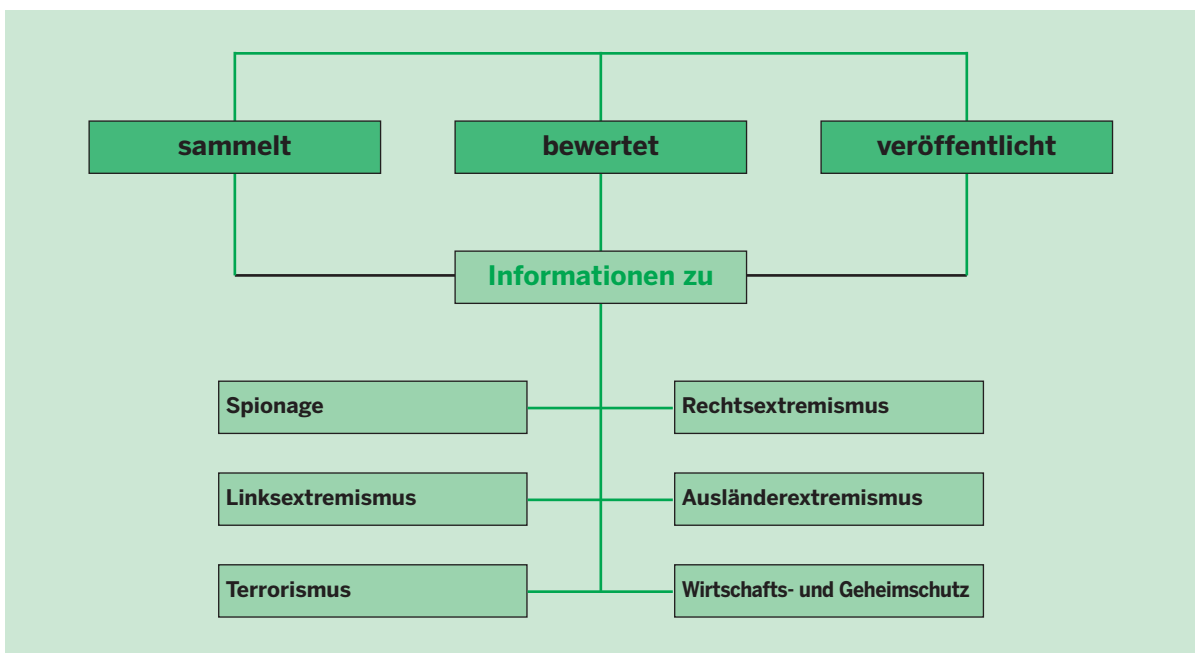 sammelt
bewertet
veröffentlicht
Informationen zu
Spionage
Rechtsextremismus
Linksextremismus
Ausländerextremismus
Terrorismus
Wirtschafts- und Geheimschutz